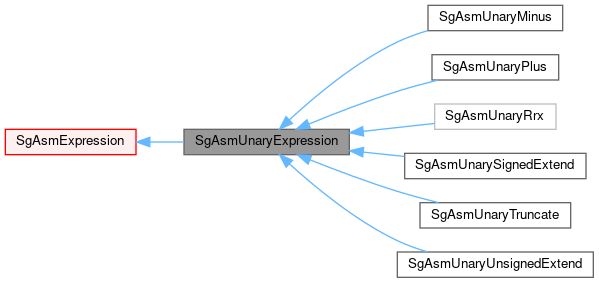 SgAsmUnaryMinus
SgAsmUnaryPlus
SgAsmUnaryRrx
SgAsmExpression
SgAsmUnaryExpression
SgAsmUnarySignedExtend
SgAsmUnaryTruncate
SgAsmUnaryUnsignedExtend